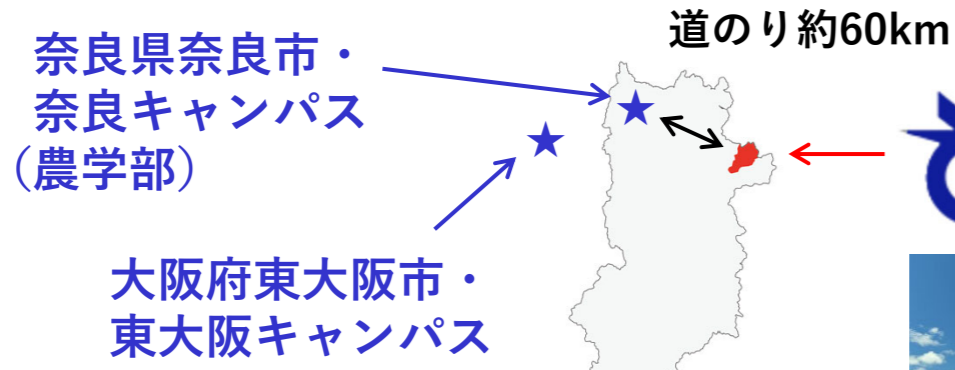 道のり約60km
奈良県奈良市・
奈良キャンパス
（農学部）
大阪府東大阪市・
東大阪キャンパス